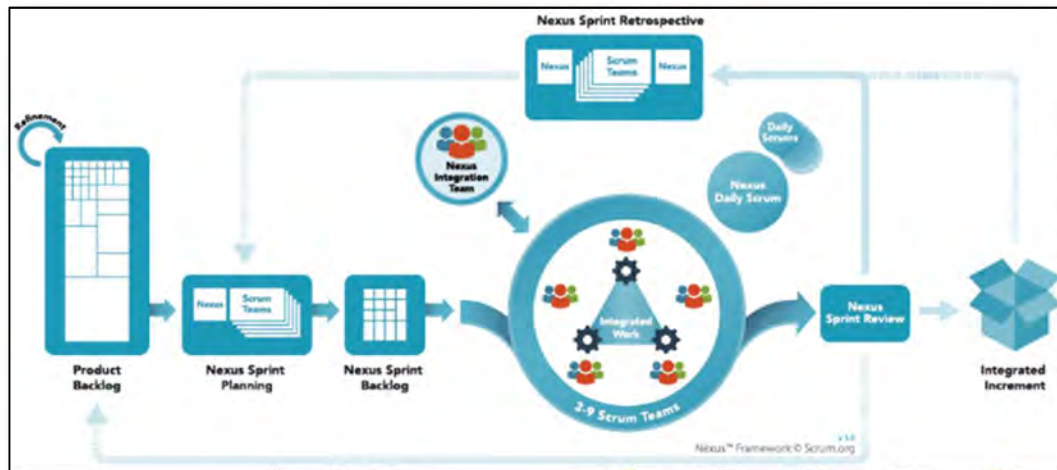 Nexus Sprint Retrospective
Nexus
Scrum
Teams
Nexus
Refinement
Nexus
Integration
Team
Daily
Scrums
Nexus
Daily Scrum
Nexus
Scrum
Teams
Integrated
Work
Nexus
Sprint Review
Product
Backlog
Nexus Sprint
Planning
Nexus Sprint
Backlog
Integrated
Increment
2-9 Scrum Teams
Nexus™ Framework © Scrum.org